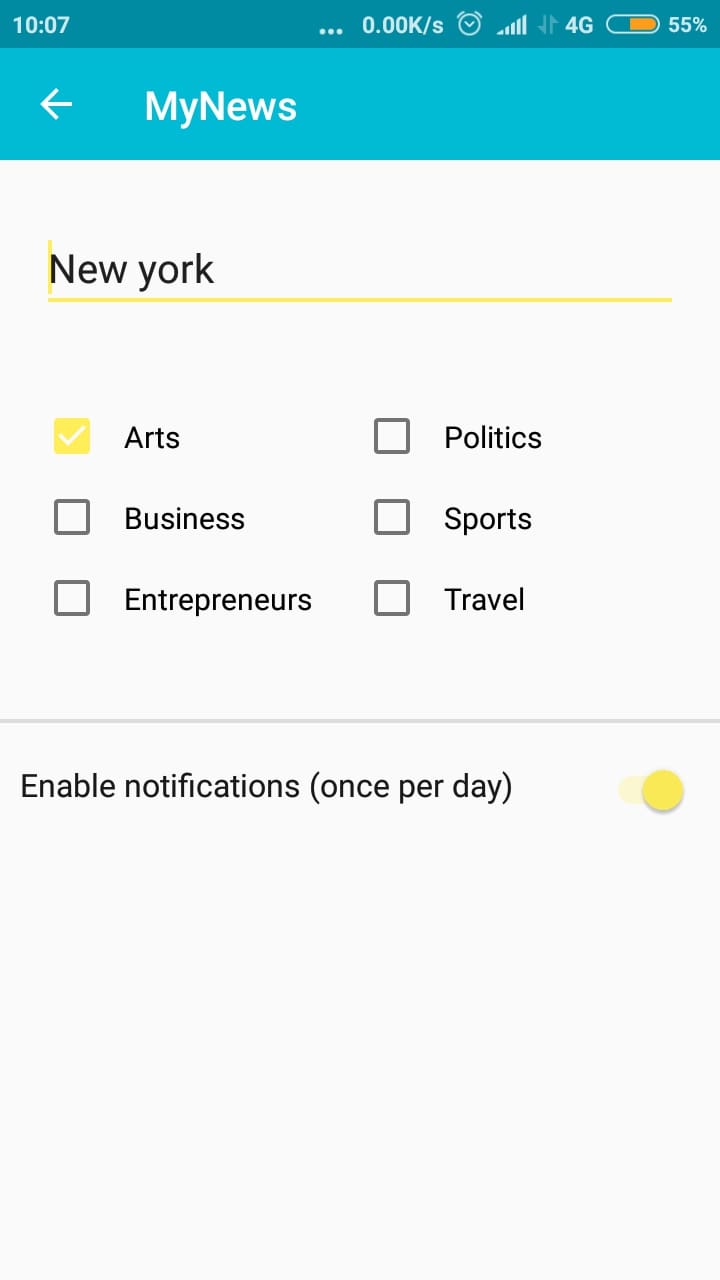 10:07 ... 0.00K/s 4G 55%
MyNews
New york
Arts Politics
Business Sports
Entrepreneurs Travel
Enable notifications (once per day)